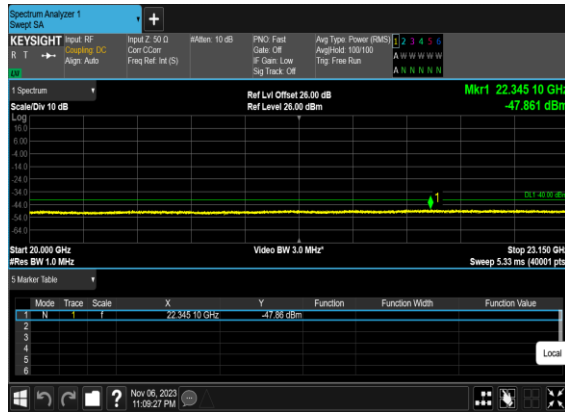 Spectrum Analyzer 1
Swept SA
+
KEYSIGHT Input: RF Input Z: 50 Ω #Atten: 10 dB PNO: Fast Avg Type: Power (RMS) 1 2 3 4 5 6
R T Coupling: DC Corr CCorr Gate: Off Avg|Hold: 100/100 A W W W W W
Align: Auto Freq Ref: Int (S) IF Gain: Low Trig: Free Run
LU Sig Track: Off A N N N N N
1 Spectrum Ref Lvl Offset 26.00 dB Mkr1 22.345 10 GHz
Scale/Div 10 dB Ref Level 26.00 dBm -47.861 dBm
Log
16.0
6.00
-4.00
-14.0
-24.0
-34.0 1 DL1 -40.00 dBm
-44.0
-54.0
-64.0
Start 20.000 GHz Video BW 3.0 MHz* Stop 23.150 GHz
#Res BW 1.0 MHz Sweep 5.33 ms (40001 pts)
5 Marker Table
Mode Trace Scale X Y Function Function Width Function Value
1 N 1 f 22.345 10 GHz -47.86 dBm
2
3
4
5
6
Local
? Nov 06, 2023
11:09:27 PM